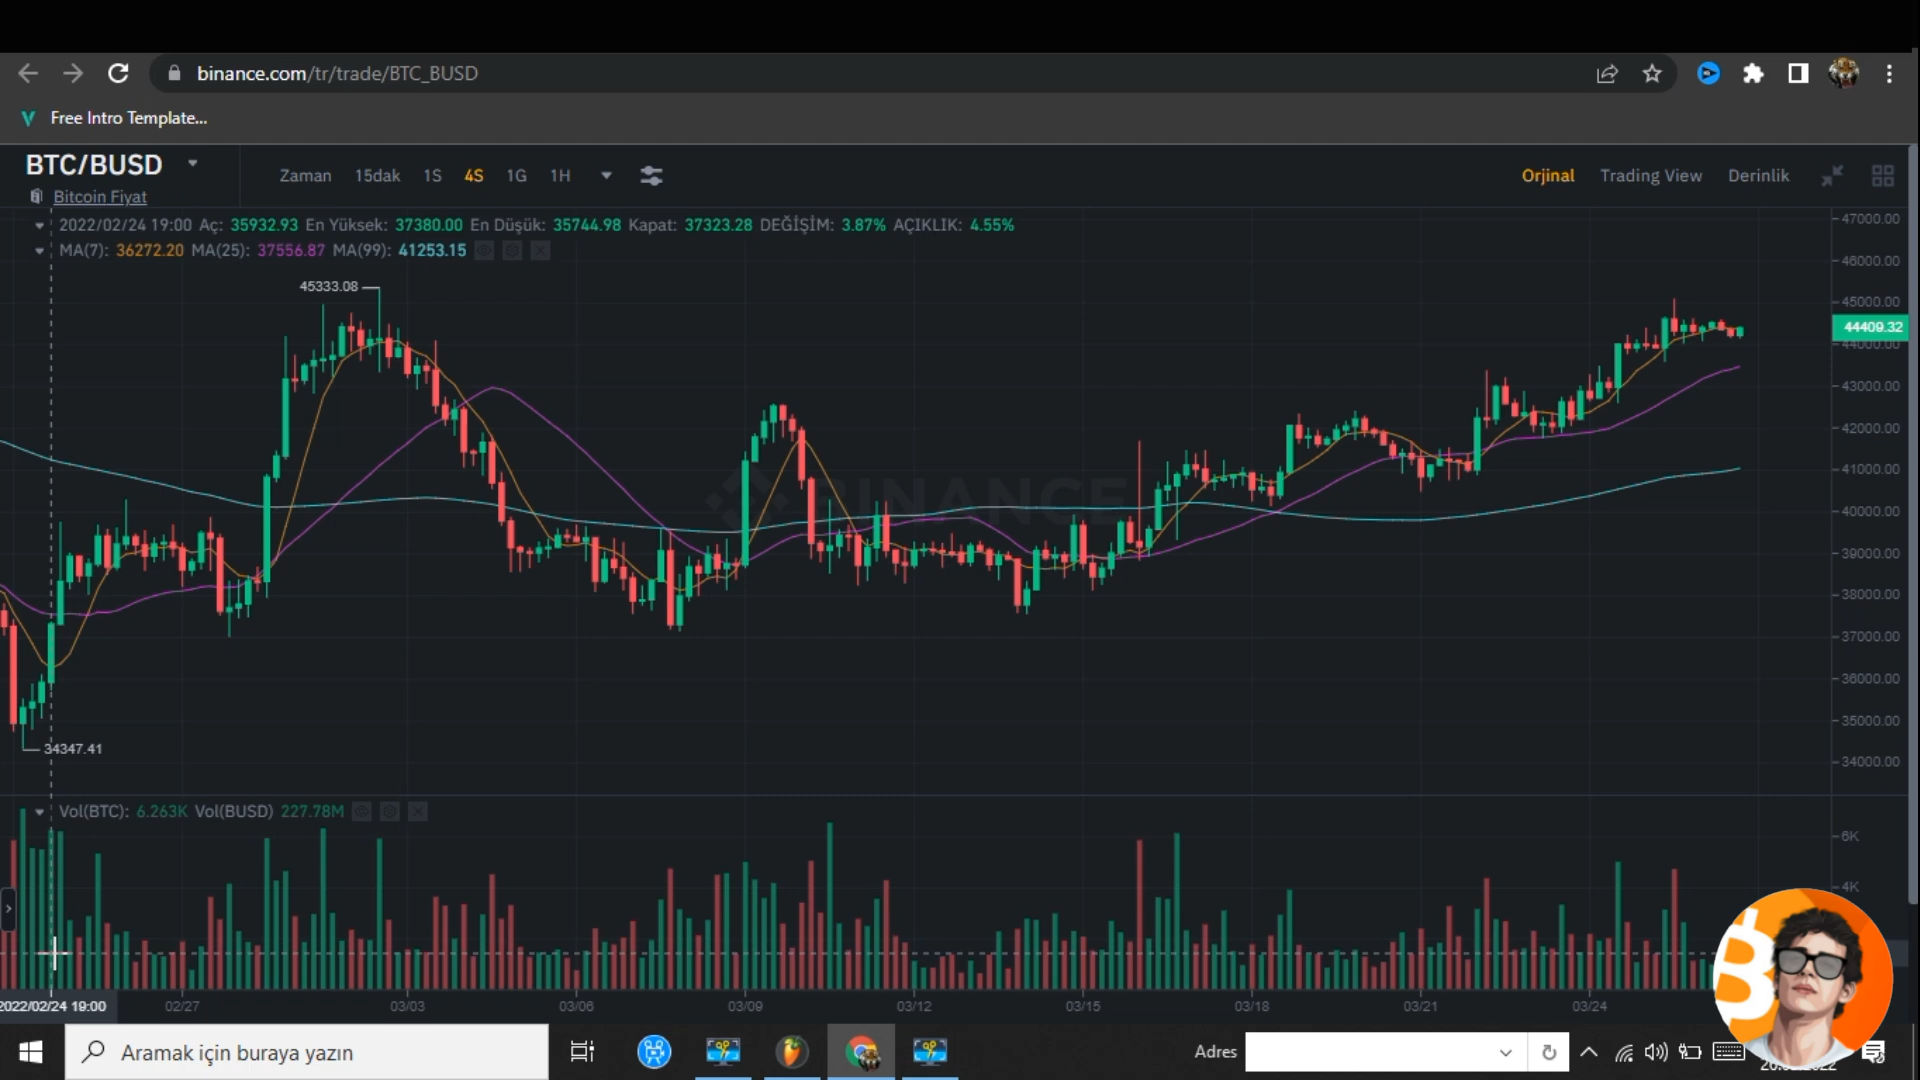 binance.com/tr/trade/BTC_BUSD
Free Intro Template...
BTC/BUSD
Zaman 15dak 1S 4S 1G 1H
Orjinal Trading View Derinlik
Bitcoin Fiyat
2022/02/24 19:00 Aç: 35932.93 En Yüksek: 37380.00 En Düşük: 35744.98 Kapat: 37323.28 DEĞİŞİM: 3.87% AÇIKLIK: 4.55%
MA(7): 36272.20 MA(25): 37556.87 MA(99): 41253.15
47000.00
46000.00
45333.08
45000.00
44409.32
44000.00
43000.00
42000.00
41000.00
BINANCE
40000.00
39000.00
38000.00
37000.00
36000.00
35000.00
34347.41
34000.00
Vol(BTC): 6.263K Vol(BUSD) 227.78M
6K
4K
2022/02/24 19:00 02/27 03/03 03/06 03/09 03/12 03/15 03/18 03/21 03/24
Aramak için buraya yazın
Adres